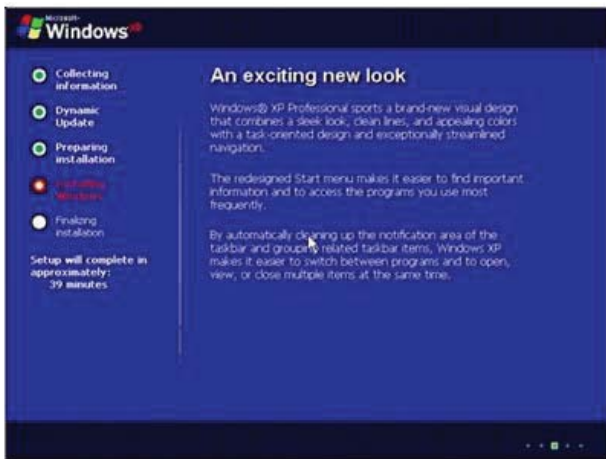 Microsoft
Windows xp
Collecting
information
Dynamic
Update
Preparing
installation
Installing
Windows
Finalizing
installation
Setup will complete in
approximately:
39 minutes
An exciting new look
Windows® XP Professional sports a brand-new visual design
that combines a sleek look, clean lines, and appealing colors
with a task-oriented design and exceptionally streamlined
navigation.
The redesigned Start menu makes it easier to find important
information and to access the programs you use most
frequently.
By automatically cleaning up the notification area of the
taskbar and grouping related taskbar items, Windows XP
makes it easier to switch between programs and to open,
view, or close multiple items at the same time.